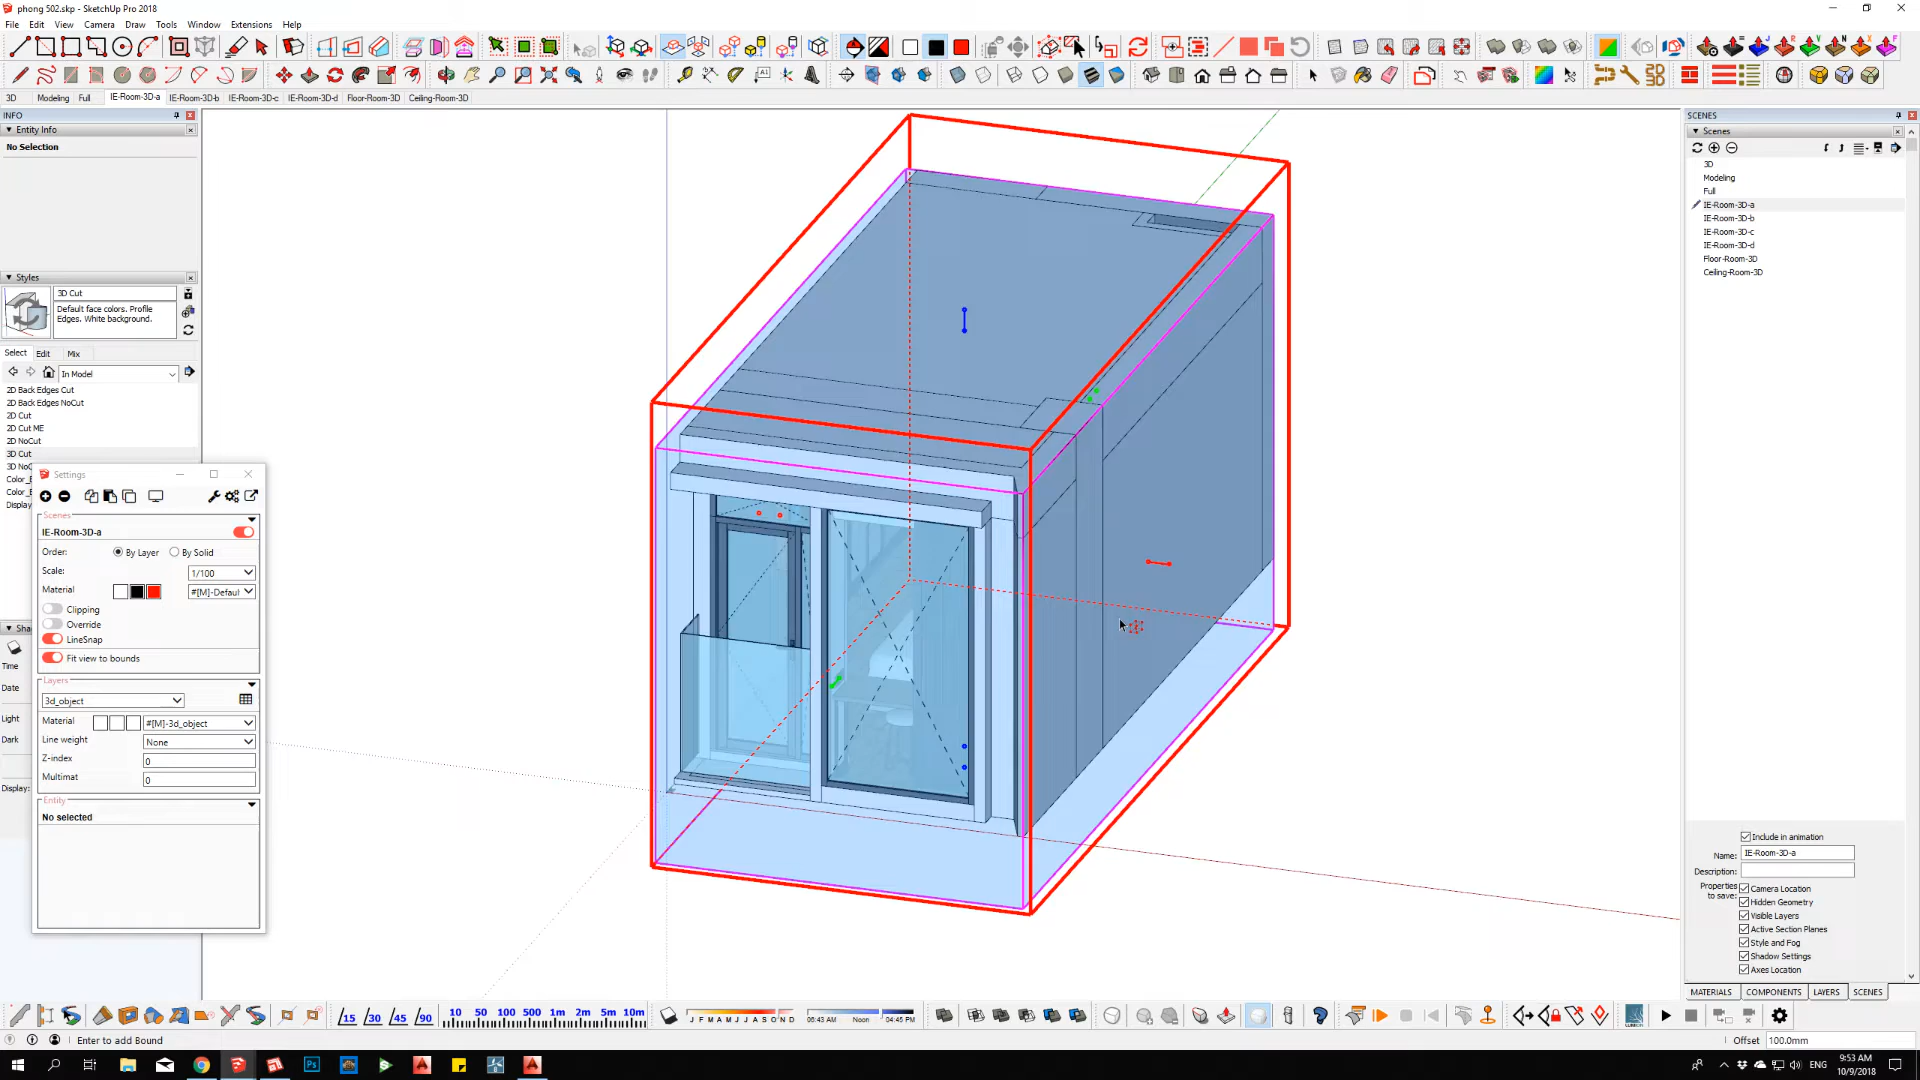 phong 502.skp - SketchUp Pro 2018
File Edit View Camera Draw Tools Window Extensions Help
3D Modeling Full IE-Room-3D-a IE-Room-3D-b IE-Room-3D-c IE-Room-3D-d Floor-Room-3D Ceiling-Room-3D
INFO
Entity Info
No Selection
Styles
3D Cut
Default face colors. Profile
Edges. White background.
Select Edit Mix
In Model
2D Back Edges Cut
2D Back Edges NoCut
2D Cut
2D Cut ME
2D NoCut
3D Cut
3D NoC
Color_E
Color_
Display
Sha
Time
Date
Light
Dark
Display:
Settings
Scenes
IE-Room-3D-a
Order: By Layer By Solid
Scale: 1/100
Material #[M]-Defaul
Clipping
Override
LineSnap
Fit view to bounds
Layers
3d_object
Material #[M]-3d_object
Line weight None
Z-index 0
Multimat 0
Entity
No selected
SCENES
Scenes
3D
Modeling
Full
IE-Room-3D-a
IE-Room-3D-b
IE-Room-3D-c
IE-Room-3D-d
Floor-Room-3D
Ceiling-Room-3D
Include in animation
Name: IE-Room-3D-a
Description:
Properties to save:
Camera Location
Hidden Geometry
Visible Layers
Active Section Planes
Style and Fog
Shadow Settings
Axes Location
MATERIALS COMPONENTS LAYERS SCENES
15 30 45 90 10 50 100 500 1m 2m 5m 10m
J F M A M J J A S O N D 05:43 AM Noon 04:45 PM
Enter to add Bound
Offset 100.0mm
ENG
9:53 AM
10/9/2018